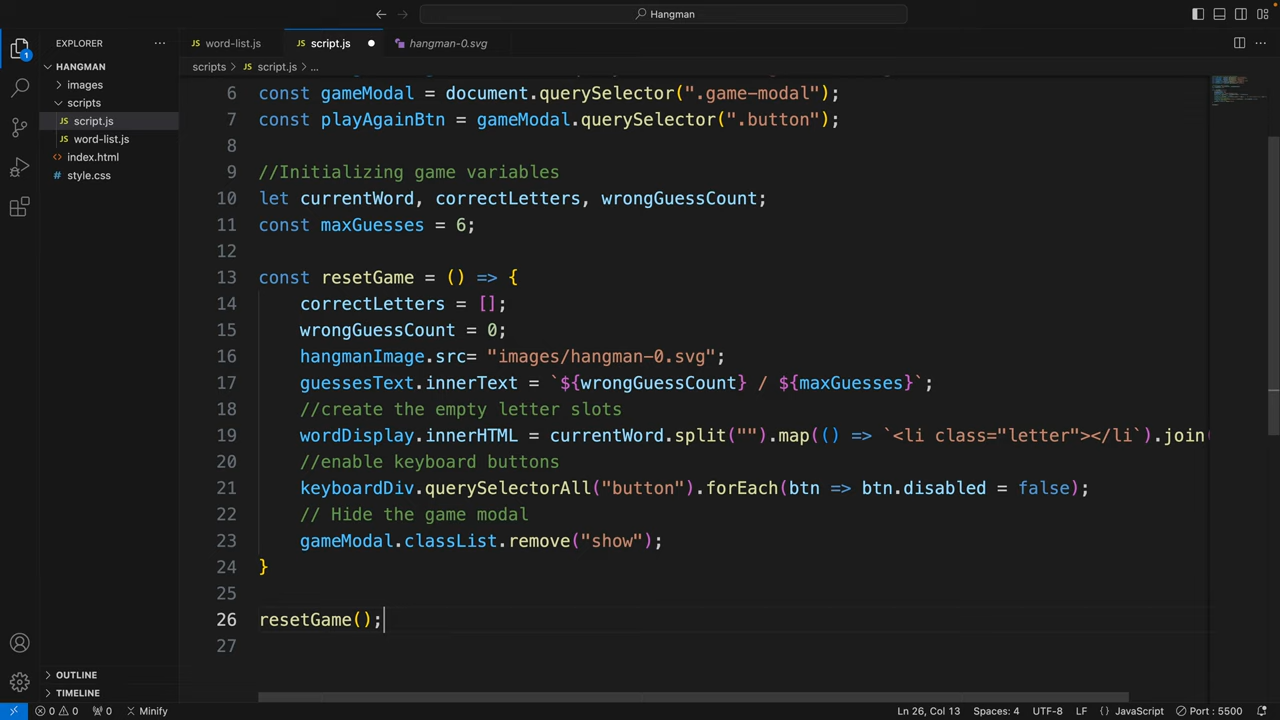 Hangman
EXPLORER
word-list.js
script.js
hangman-0.svg
HANGMAN
images
scripts
script.js
word-list.js
index.html
style.css
1
scripts > script.js > ...
6 const gameModal = document.querySelector(".game-modal");
7 const playAgainBtn = gameModal.querySelector(".button");
8
9 //Initializing game variables
10 let currentWord, correctLetters, wrongGuessCount;
11 const maxGuesses = 6;
12
13 const resetGame = () => {
14 correctLetters = [];
15 wrongGuessCount = 0;
16 hangmanImage.src= "images/hangman-0.svg";
17 guessesText.innerText = `${wrongGuessCount} / ${maxGuesses}`;
18 //create the empty letter slots
19 wordDisplay.innerHTML = currentWord.split("").map(() => `<li class="letter"></li`).join(
20 //enable keyboard buttons
21 keyboardDiv.querySelectorAll("button").forEach(btn => btn.disabled = false);
22 // Hide the game modal
23 gameModal.classList.remove("show");
24 }
25
26 resetGame();
27
OUTLINE
TIMELINE
0 0 0 Minify Ln 26, Col 13 Spaces: 4 UTF-8 LF {} JavaScript Port : 5500